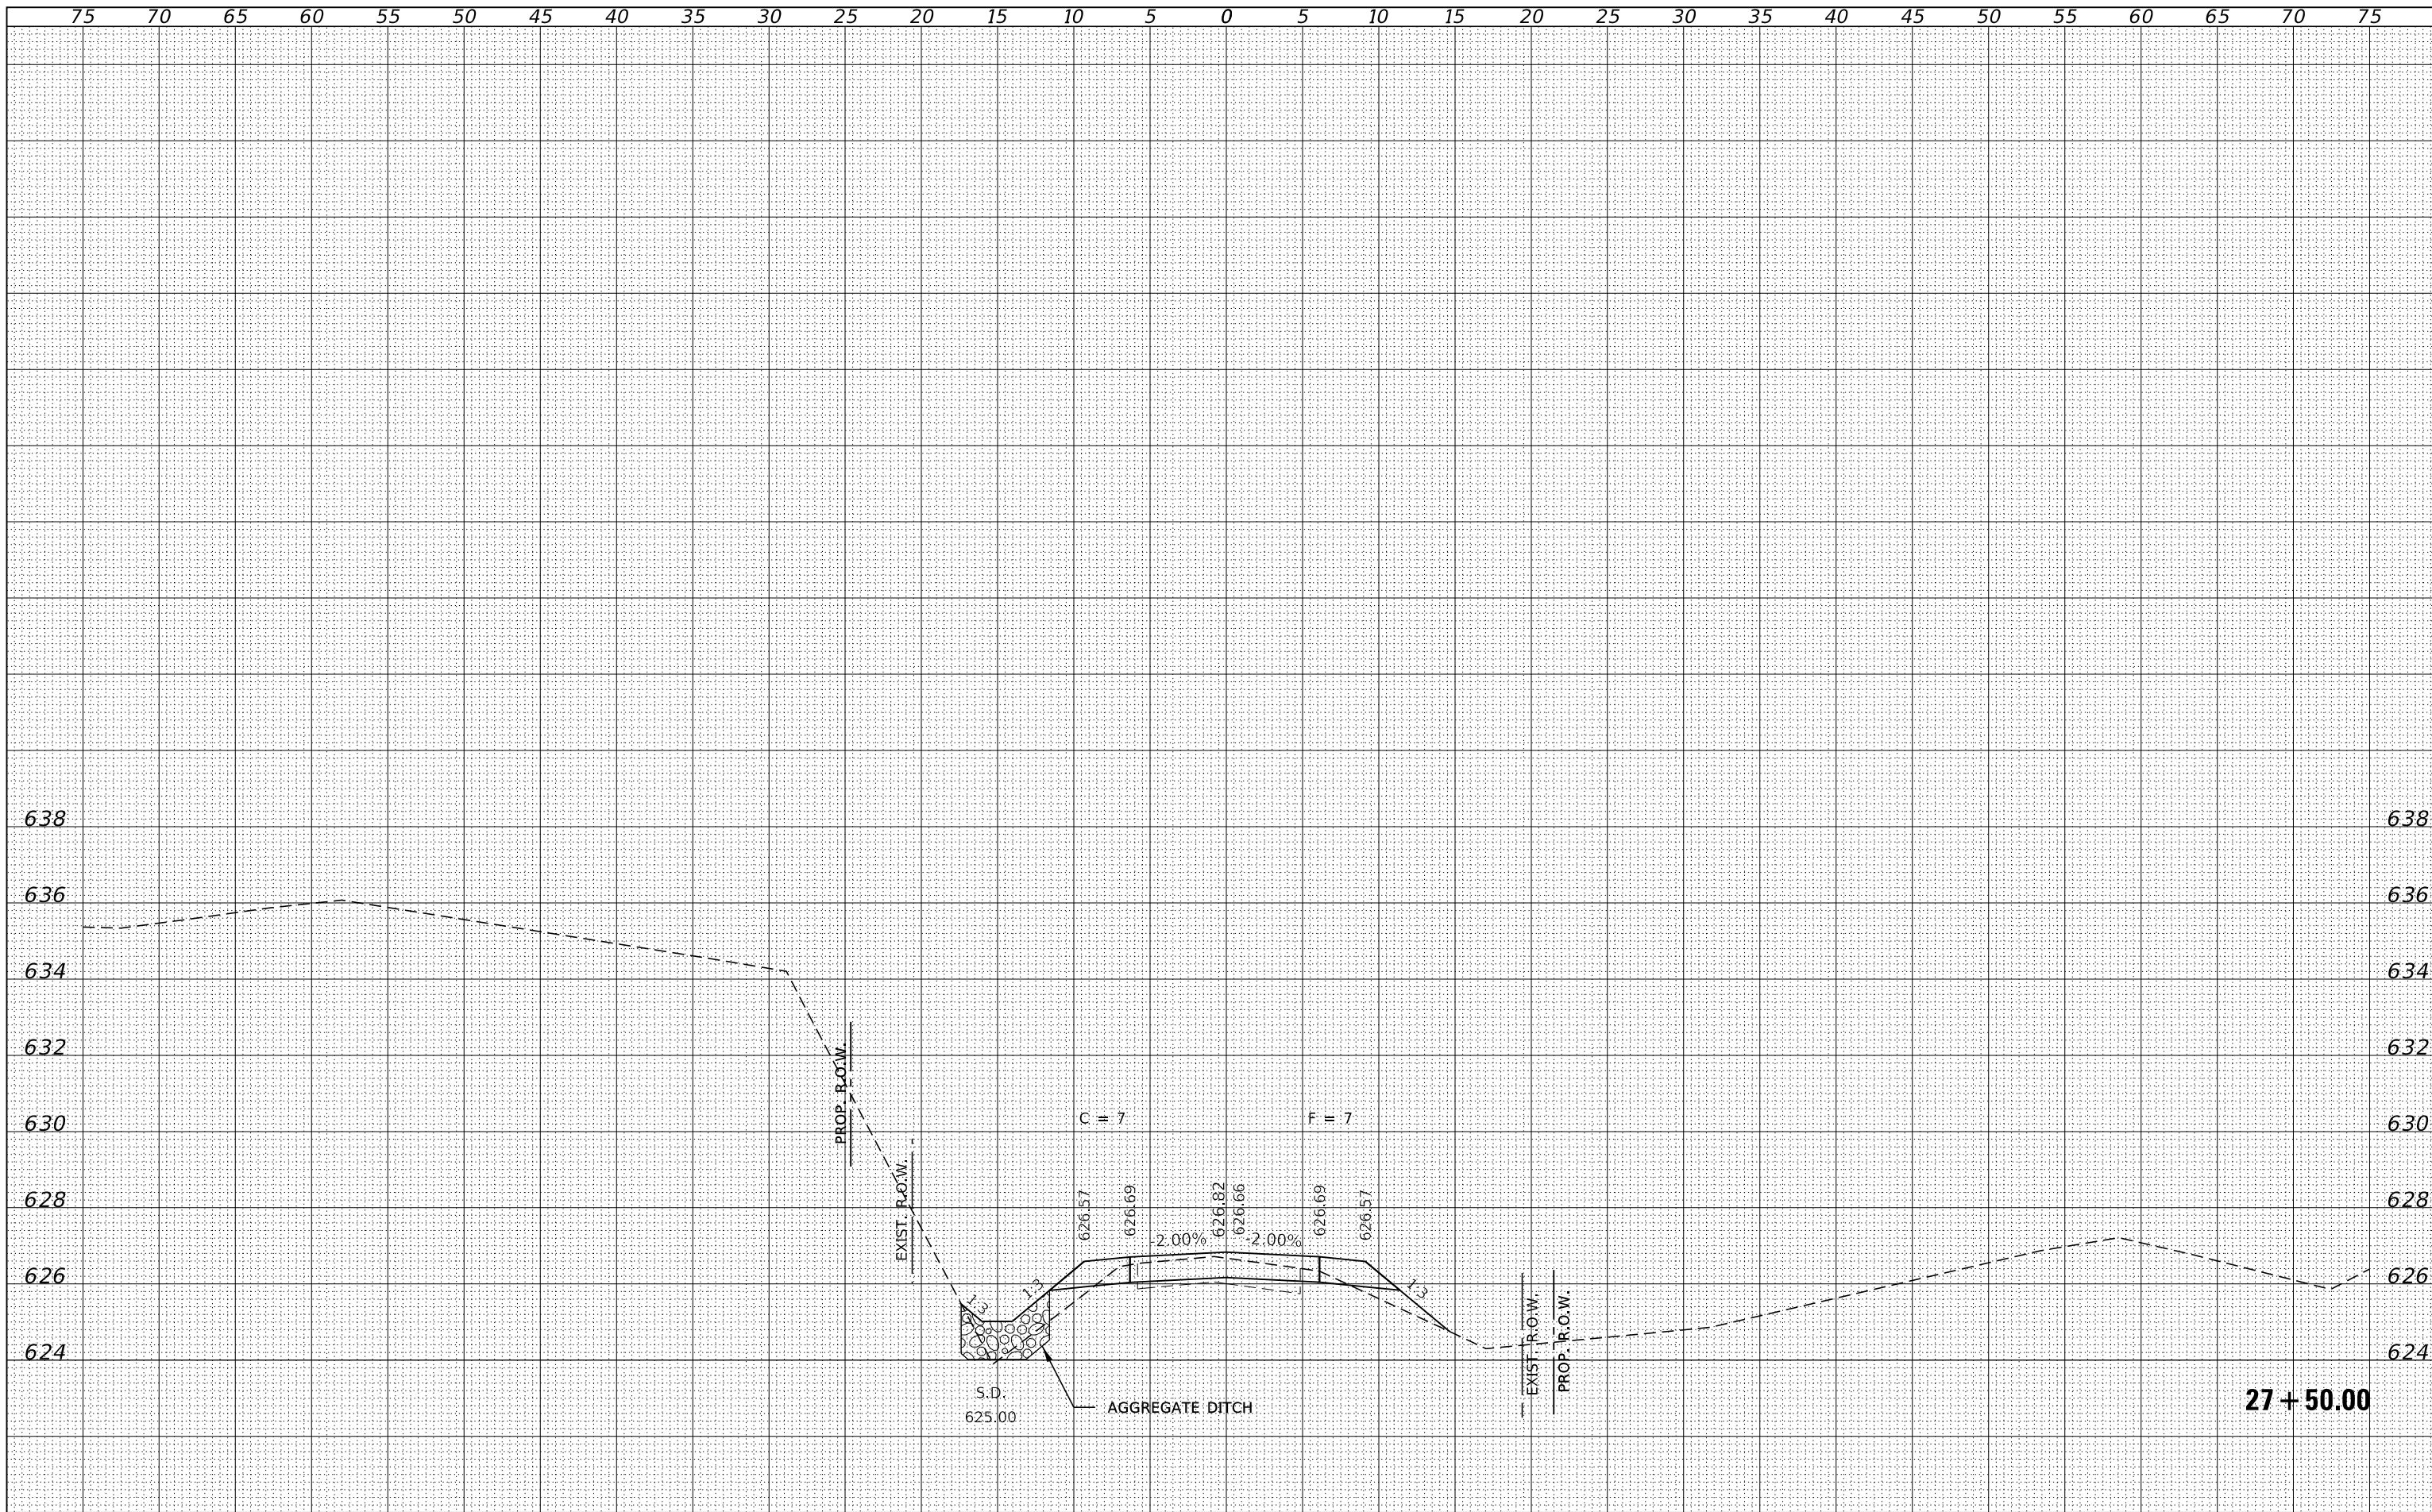 75 70 65 60 55 50 45 40 35 30 25 20 15 10 5 0 5 10 15 20 25 30 35 40 45 50 55 60 65 70 75
638 638
636 636
634 634
632 632
PROP. R.O.W.
630 C = 7 F = 7 630
EXIST. R.O.W.
628 628
626.57 626.69 626.82 626.66 626.69 626.57
-2.00% -2.00%
626 626
1:3 1:3 1:3
EXIST. R.O.W. PROP. R.O.W.
624 624
S.D.
625.00
AGGREGATE DITCH
27+50.00